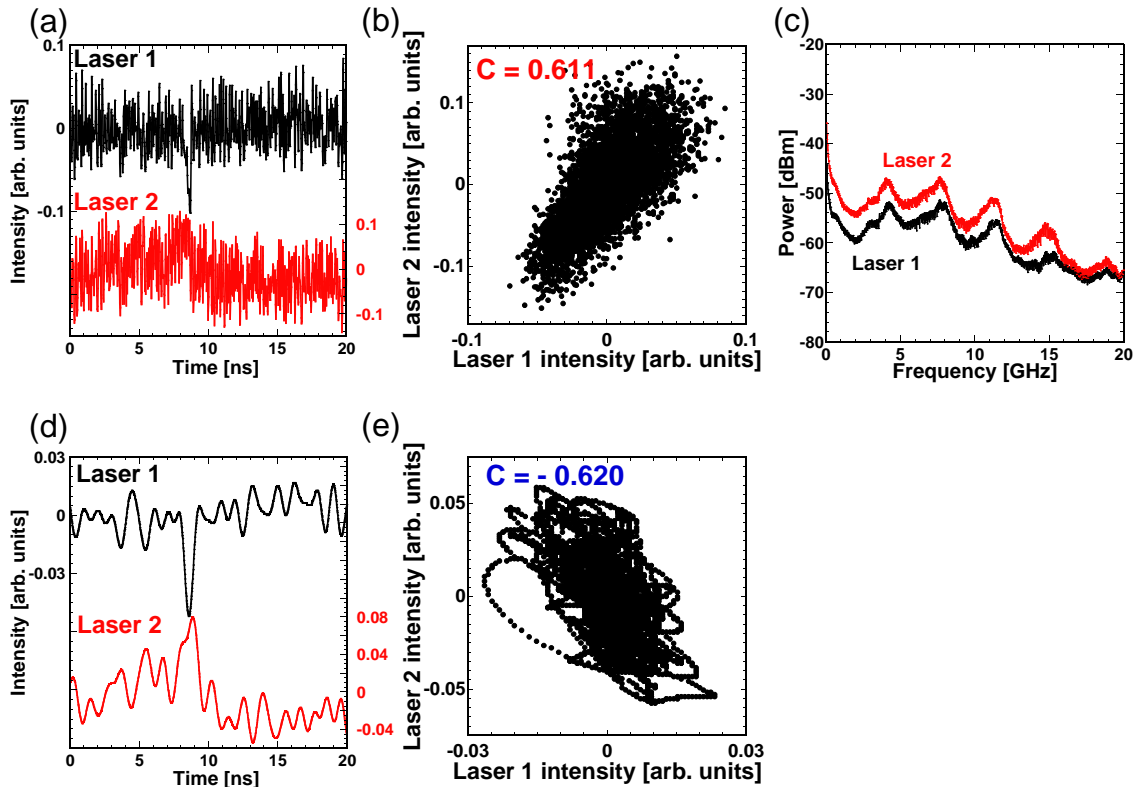 (a)
0.1
0
-0.1
Intensity [arb. units]
Laser 1
Laser 2
0.1
0
-0.1
0 5 10 15 20
Time [ns]
(b)
C = 0.611
0.1
0
-0.1
Laser 2 intensity [arb. units]
-0.1 0 0.1
Laser 1 intensity [arb. units]
(c)
-20
-30
-40
-50
-60
-70
-80
Power [dBm]
Laser 2
Laser 1
0 5 10 15 20
Frequency [GHz]
(d)
0.03
0
-0.03
Intensity [arb. units]
Laser 1
Laser 2
0.08
0.04
0
-0.04
0 5 10 15 20
Time [ns]
(e)
C = - 0.620
0.05
0
-0.05
Laser 2 intensity [arb. units]
-0.03 0 0.03
Laser 1 intensity [arb. units]